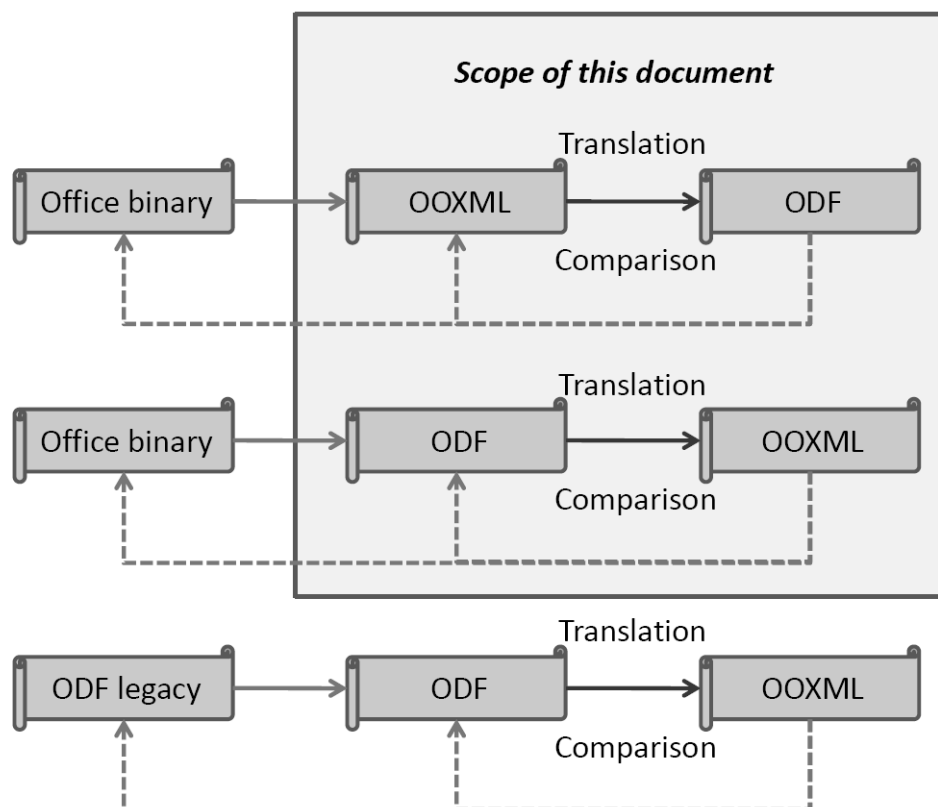 Scope of this document
Translation
Office binary
OOXML
ODF
Comparison
Translation
Office binary
ODF
OOXML
Comparison
Translation
ODF legacy
ODF
OOXML
Comparison